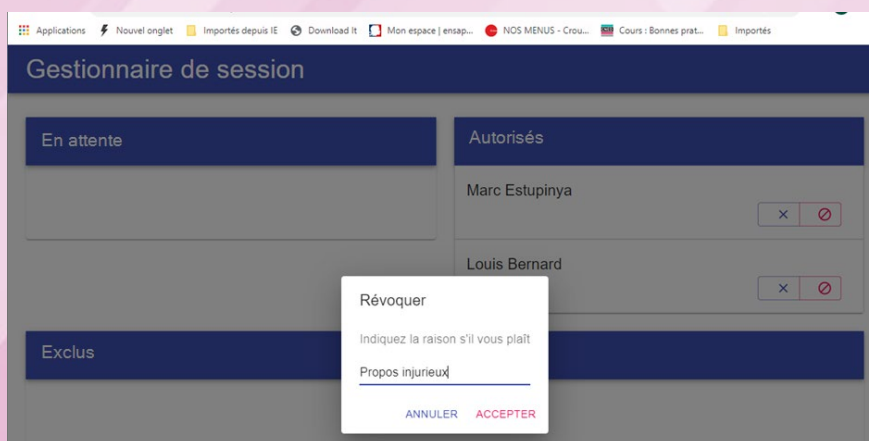 Applications Nouvel onglet Importés depuis IE Download It Mon espace | ensap... NOS MENUS - Crou... Cours : Bonnes prat... Importés
Gestionnaire de session
En attente
Autorisés
Marc Estupinya
Louis Bernard
Révoquer
Indiquez la raison s'il vous plaît
Propos injurieux
ANNULER ACCEPTER
Exclus